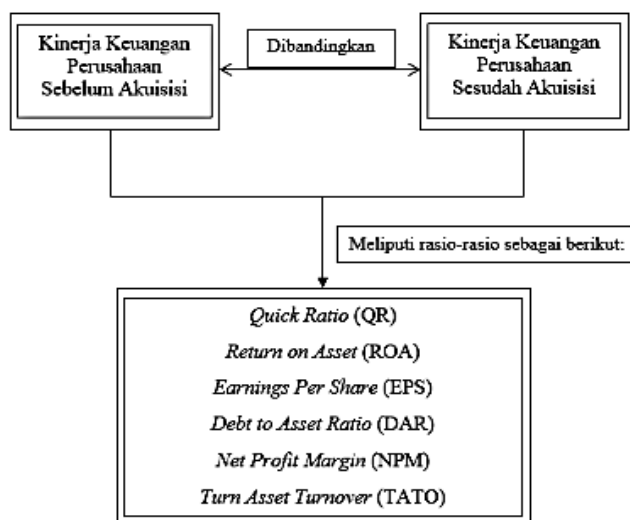 Kinerja Keuangan
Perusahaan
Sebelum Akuisisi
Dibandingkan
Kinerja Keuangan
Perusahaan
Sesudah Akuisisi
Meliputi rasio-rasio sebagai berikut:
Quick Ratio (QR)
Return on Asset (ROA)
Earnings Per Share (EPS)
Debt to Asset Ratio (DAR)
Net Profit Margin (NPM)
Turn Asset Turnover (TATO)